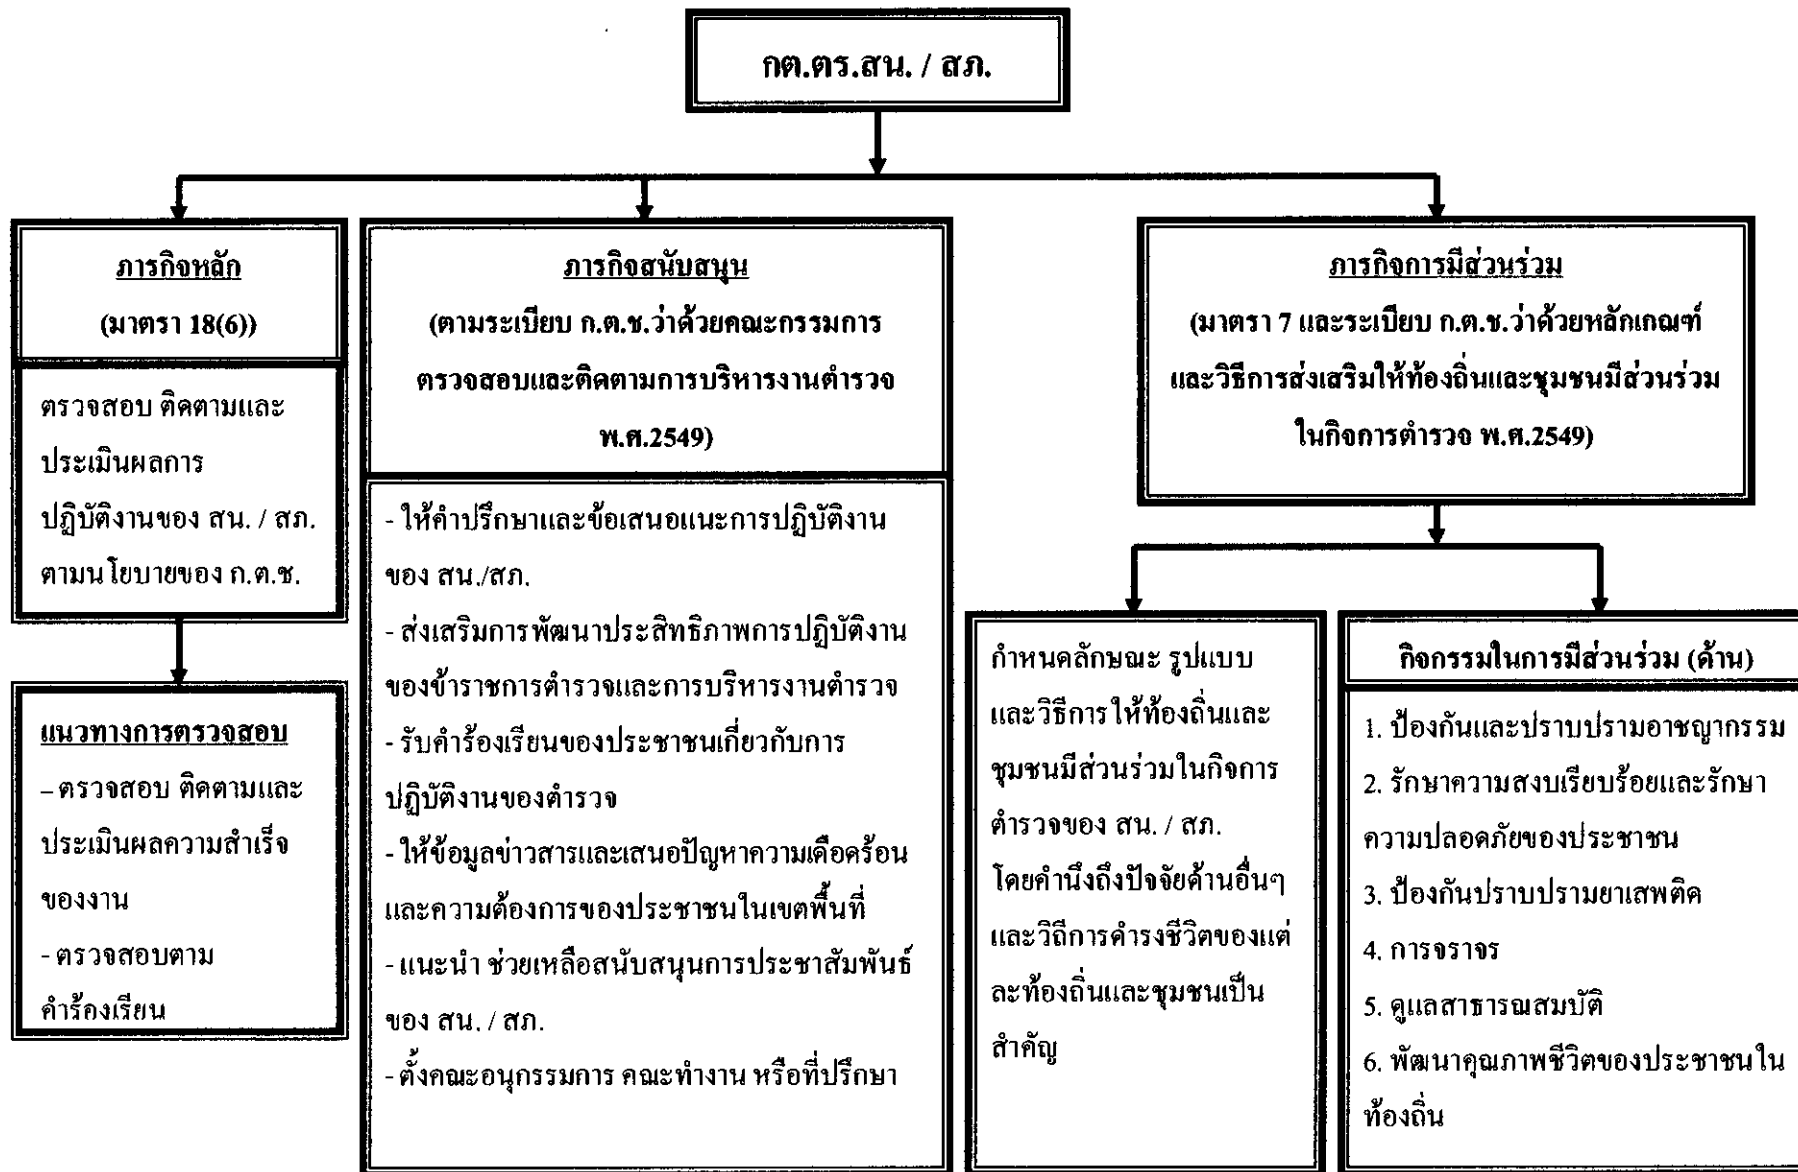 กต.ตร.สน. / สภ.
ภารกิจหลัก
(มาตรา 18(6))
ตรวจสอบ ติดตามและ
ประเมินผลการ
ปฏิบัติงานของ สน. / สภ.
ตามนโยบายของ ก.ต.ช.
แนวทางการตรวจสอบ
– ตรวจสอบ ติดตามและ
ประเมินผลความสำเร็จ
ของงาน
- ตรวจสอบตาม
คำร้องเรียน
ภารกิจสนับสนุน
(ตามระเบียบ ก.ต.ช.ว่าด้วยคณะกรรมการ
ตรวจสอบและติดตามการบริหารงานตำรวจ
พ.ศ.2549)
- ให้คำปรึกษาและข้อเสนอแนะการปฏิบัติงาน
ของ สน./สภ.
- ส่งเสริมการพัฒนาประสิทธิภาพการปฏิบัติงาน
ของข้าราชการตำรวจและการบริหารงานตำรวจ
- รับคำร้องเรียนของประชาชนเกี่ยวกับการ
ปฏิบัติงานของตำรวจ
- ให้ข้อมูลข่าวสารและเสนอปัญหาความเดือดร้อน
และความต้องการของประชาชนในเขตพื้นที่
- แนะนำ ช่วยเหลือสนับสนุนการประชาสัมพันธ์
ของ สน. / สภ.
- ตั้งคณะอนุกรรมการ คณะทำงาน หรือที่ปรึกษา
ภารกิจการมีส่วนร่วม
(มาตรา 7 และระเบียบ ก.ต.ช.ว่าด้วยหลักเกณฑ์
และวิธีการส่งเสริมให้ท้องถิ่นและชุมชนมีส่วนร่วม
ในกิจการตำรวจ พ.ศ.2549)
กำหนดลักษณะ รูปแบบ
และวิธีการให้ท้องถิ่นและ
ชุมชนมีส่วนร่วมในกิจการ
ตำรวจของ สน. / สภ.
โดยคำนึงถึงปัจจัยด้านอื่นๆ
และวิถีการดำรงชีวิตของแต่
ละท้องถิ่นและชุมชนเป็น
สำคัญ
กิจกรรมในการมีส่วนร่วม (ด้าน)
1. ป้องกันและปราบปรามอาชญากรรม
2. รักษาความสงบเรียบร้อยและรักษา
ความปลอดภัยของประชาชน
3. ป้องกันปราบปรามยาเสพติด
4. การจราจร
5. ดูแลสาธารณสมบัติ
6. พัฒนาคุณภาพชีวิตของประชาชนใน
ท้องถิ่น